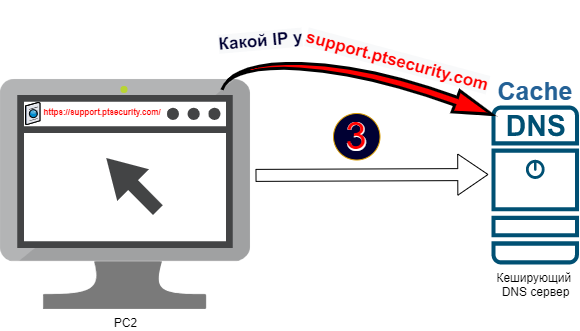 Какой IP у support.ptsecurity.com
https://support.ptsecurity.com/
Cache
DNS
3
Кеширующий
DNS сервер
PC2